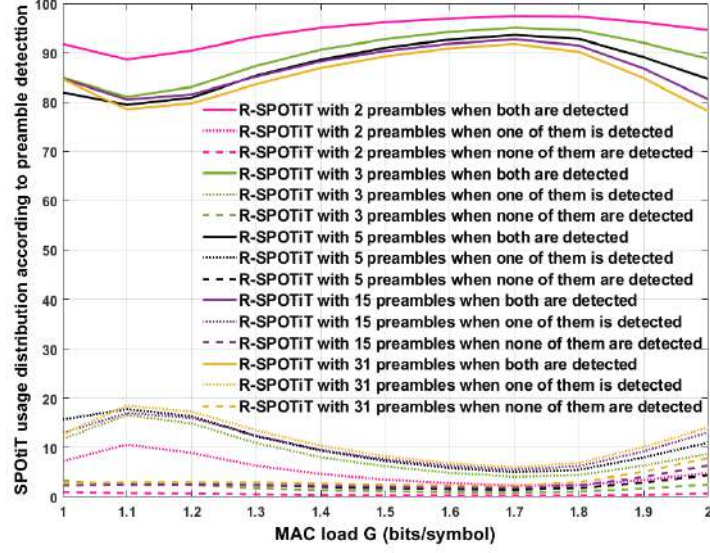 100
90
80
70
60
50
40
30
20
10
0
SPOtiT usage distribution according to preamble detection
R-SPOTiT with 2 preambles when both are detected
R-SPOTiT with 2 preambles when one of them is detected
R-SPOTiT with 2 preambles when none of them are detected
R-SPOTiT with 3 preambles when both are detected
R-SPOTiT with 3 preambles when one of them is detected
R-SPOTiT with 3 preambles when none of them are detected
R-SPOTiT with 5 preambles when both are detected
R-SPOTiT with 5 preambles when one of them is detected
R-SPOTiT with 5 preambles when none of them are detected
R-SPOTiT with 15 preambles when both are detected
R-SPOTiT with 15 preambles when one of them is detected
R-SPOTiT with 15 preambles when none of them are detected
R-SPOTiT with 31 preambles when both are detected
R-SPOTiT with 31 preambles when one of them is detected
R-SPOTiT with 31 preambles when none of them are detected
1 1.1 1.2 1.3 1.4 1.5 1.6 1.7 1.8 1.9 2
MAC load G (bits/symbol)